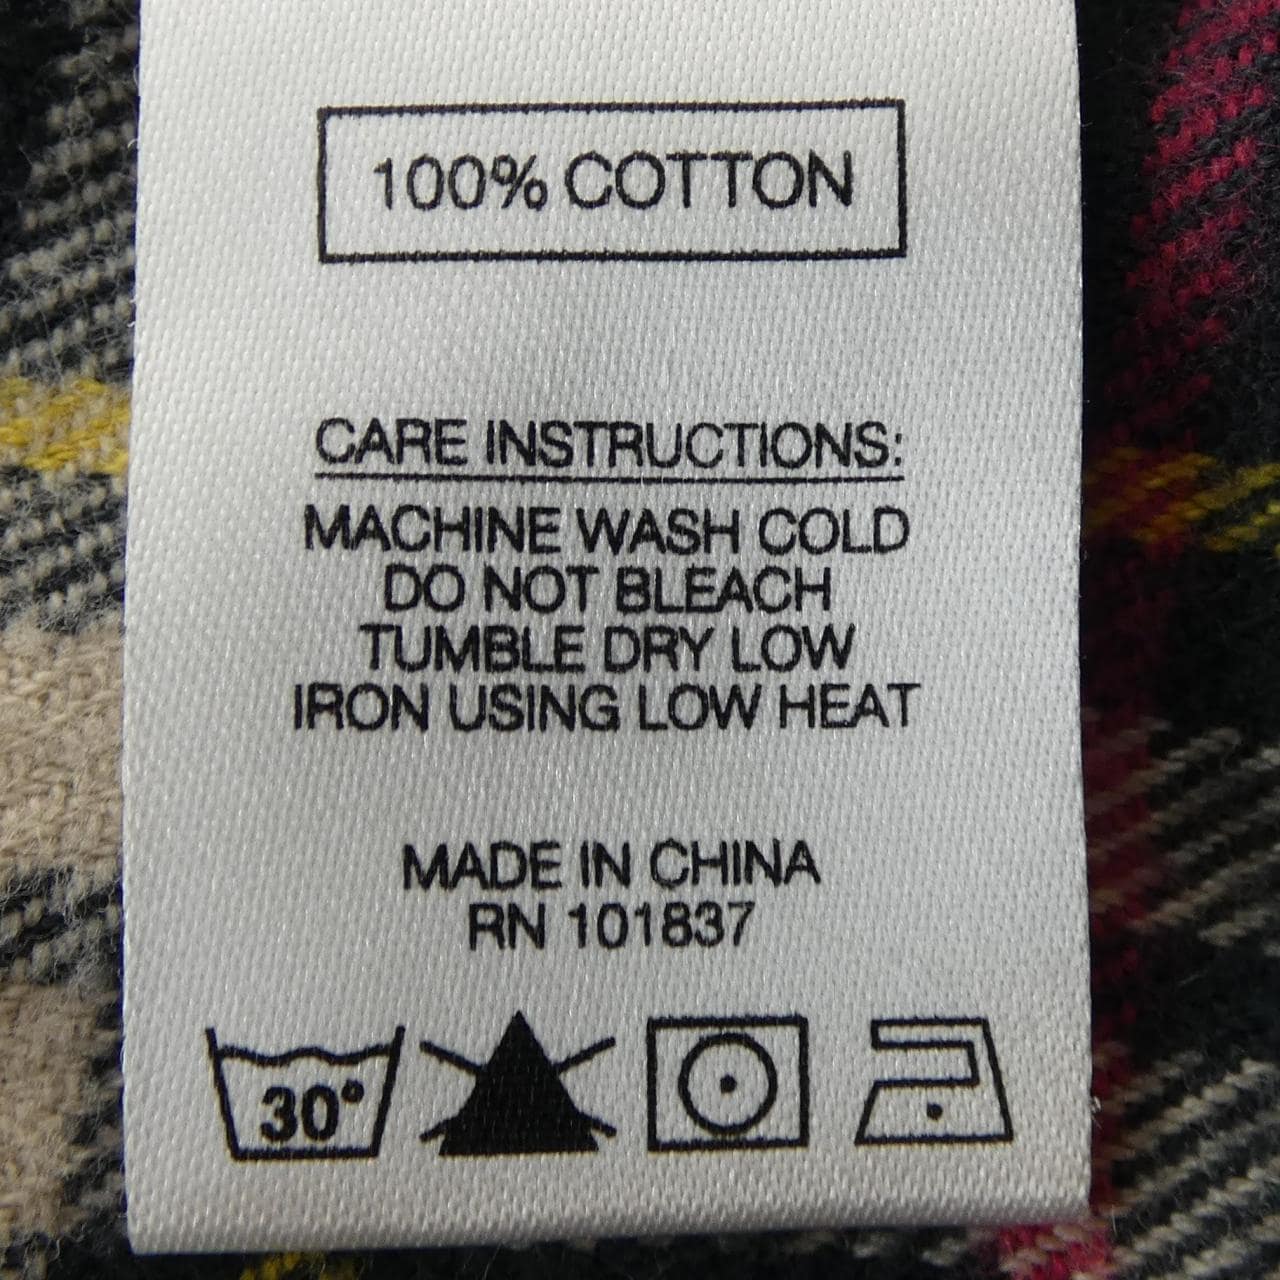 100% COTTON
CARE INSTRUCTIONS:
MACHINE WASH COLD
DO NOT BLEACH
TUMBLE DRY LOW
IRON USING LOW HEAT
MADE IN CHINA
RN 101837
30°